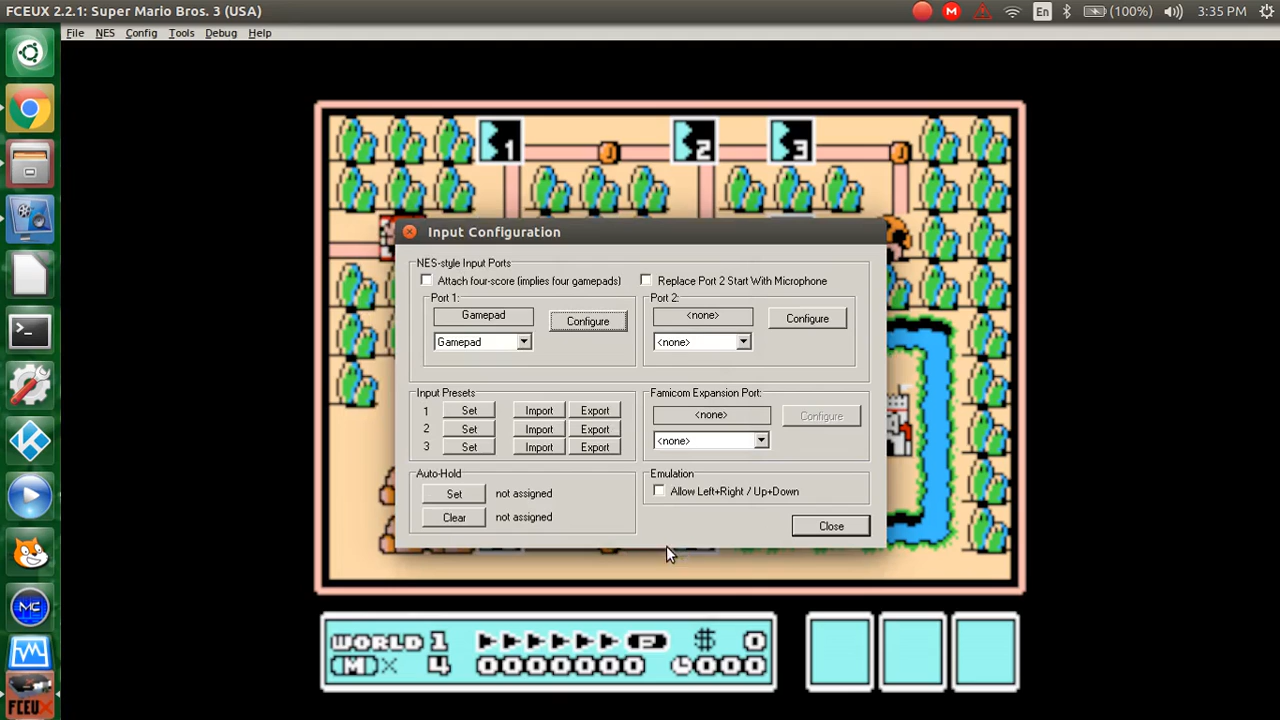 FCEUX 2.2.1: Super Mario Bros. 3 (USA)
En (100%) 3:35 PM
File NES Config Tools Debug Help
1 2 3
Input Configuration
NES-style Input Ports
Attach four-score (implies four gamepads) Replace Port 2 Start With Microphone
Port 1: Port 2:
Gamepad Configure <none> Configure
Gamepad <none>
Input Presets Famicom Expansion Port:
1 Set Import Export <none> Configure
2 Set Import Export
3 Set Import Export <none>
Auto-Hold Emulation
Set not assigned Allow Left+Right / Up+Down
Clear not assigned Close
WORLD 1 P $ 0
(M)× 4 0000000 000
MC
FCEUX